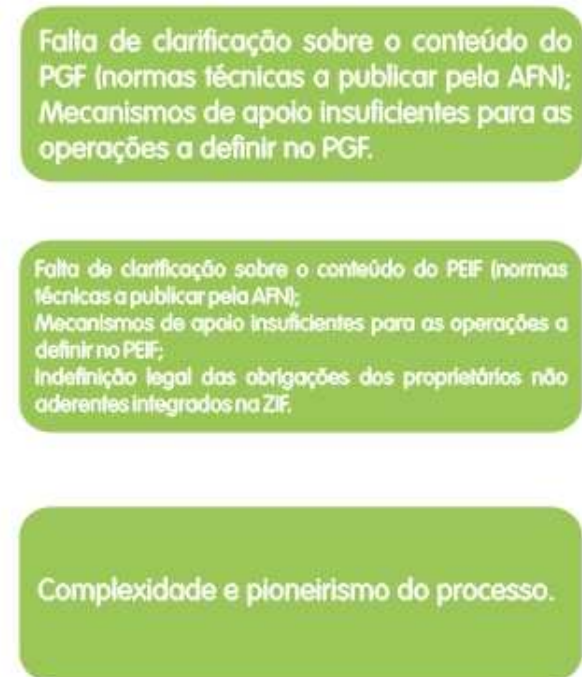 Falta de clarificação sobre o conteúdo do
PGF (normas técnicas a publicar pela AFN);
Mecanismos de apoio insuficientes para as
operações a definir no PGF.
Falta de clarificação sobre o conteúdo do PEIF (normas
técnicas a publicar pela AFN);
Mecanismos de apoio insuficientes para as operações a
definir no PEIF;
Indefinição legal das obrigações dos proprietários não
aderentes integrados na ZIF.
Complexidade e pioneirismo do processo.